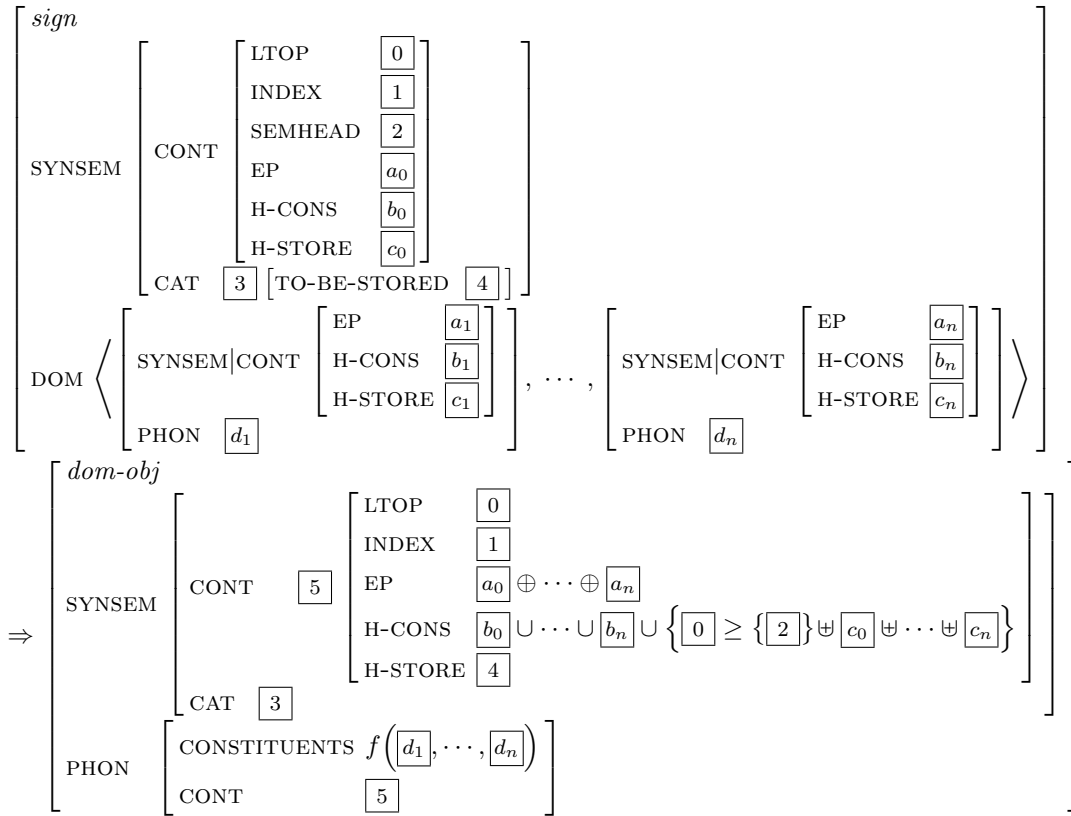 sign
LTOP 0
INDEX 1
SEMHEAD 2
SYNSEM CONT EP a0
H-CONS b0
H-STORE c0
CAT 3 [TO-BE-STORED 4]
EP a1 EP an
DOM ⟨ SYNSEM|CONT H-CONS b1 , ⋯ , SYNSEM|CONT H-CONS bn ⟩
H-STORE c1 H-STORE cn
PHON d1 PHON dn
dom-obj
LTOP 0
INDEX 1
CONT 5 EP a0 ⊕ ⋯ ⊕ an
SYNSEM
⇒ H-CONS b0 ∪ ⋯ ∪ bn ∪ {0 ≥ {2} ⊎ c0 ⊎ ⋯ ⊎ cn}
H-STORE 4
CAT 3
CONSTITUENTS f(d1, ⋯, dn)
PHON
CONT 5